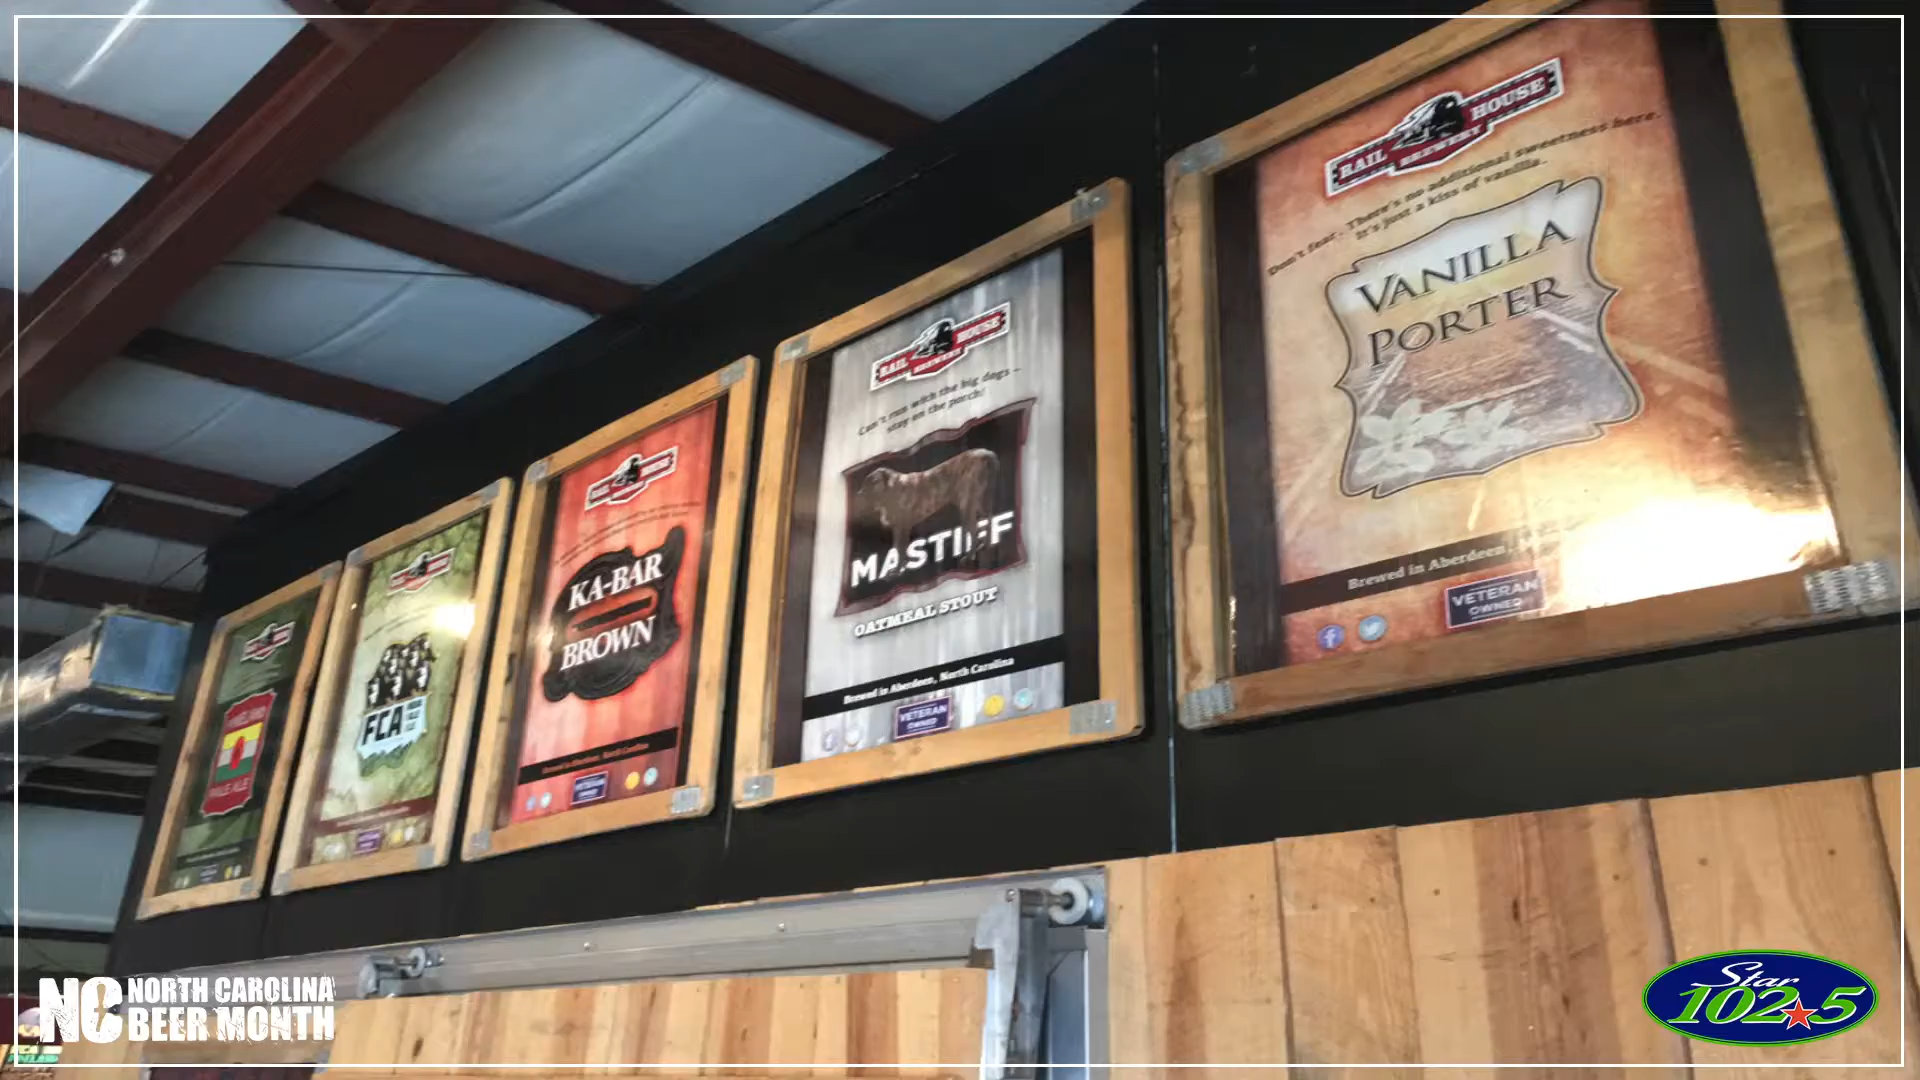 RAIL HOUSE
BREWERY
Don't fear. There's no additional sweetness here.
It's just a kiss of vanilla.
VANILLA
PORTER
Brewed in Aberdeen,
VETERAN
OWNED
RAIL HOUSE
BREWERY
Can't run with the big dogs –
stay on the porch!
MASTIFF
OATMEAL STOUT
Brewed in Aberdeen, North Carolina
VETERAN
OWNED
RAIL HOUSE
KA-BAR
BROWN
VETERAN
FCA
PALE ALE
NC NORTH CAROLINA
BEER MONTH
Star
102.5